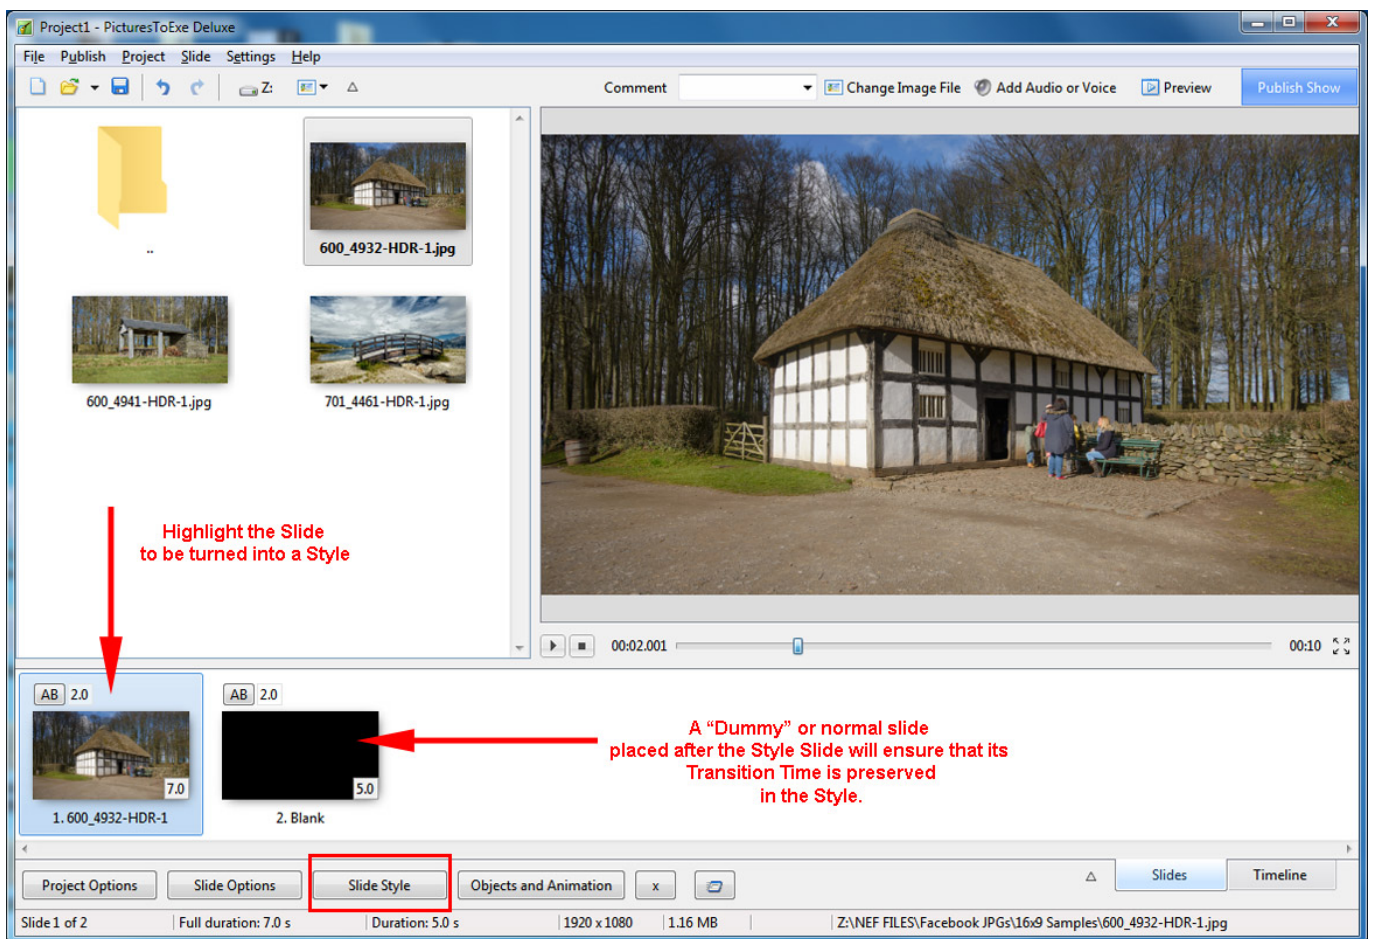 Project1 - PicturesToExe Deluxe
File Publish Project Slide Settings Help
Z: Comment Change Image File Add Audio or Voice Preview Publish Show
..
600_4932-HDR-1.jpg
600_4941-HDR-1.jpg
701_4461-HDR-1.jpg
Highlight the Slide
to be turned into a Style
00:02.001 00:10
AB 2.0
7.0
1. 600_4932-HDR-1
AB 2.0
5.0
2. Blank
A “Dummy” or normal slide
placed after the Style Slide will ensure that its
Transition Time is preserved
in the Style.
Project Options Slide Options Slide Style Objects and Animation x Slides Timeline
Slide 1 of 2 Full duration: 7.0 s Duration: 5.0 s 1920 x 1080 1.16 MB Z:\NEF FILES\Facebook JPGs\16x9 Samples\600_4932-HDR-1.jpg